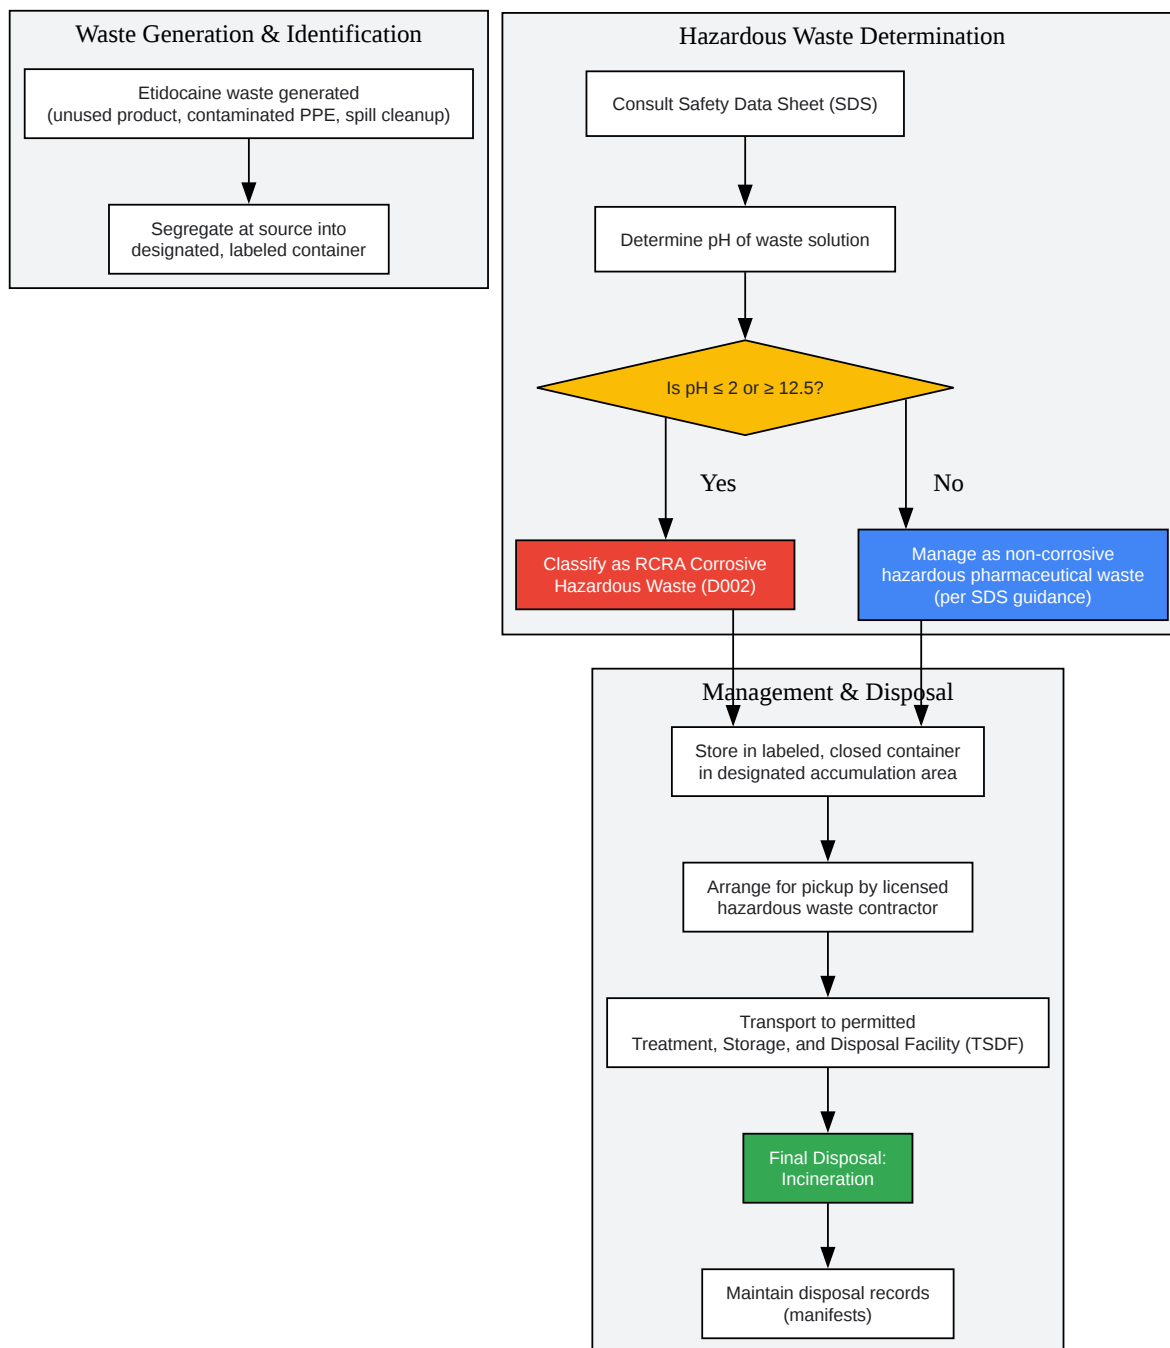 Waste Generation & Identification
Etidocaine waste generated
(unused product, contaminated PPE, spill cleanup)
Segregate at source into
designated, labeled container
Hazardous Waste Determination
Consult Safety Data Sheet (SDS)
Determine pH of waste solution
Is pH ≤ 2 or ≥ 12.5?
Yes
No
Classify as RCRA Corrosive
Hazardous Waste (D002)
Manage as non-corrosive
hazardous pharmaceutical waste
(per SDS guidance)
Management & Disposal
Store in labeled, closed container
in designated accumulation area
Arrange for pickup by licensed
hazardous waste contractor
Transport to permitted
Treatment, Storage, and Disposal Facility (TSDF)
Final Disposal:
Incineration
Maintain disposal records
(manifests)